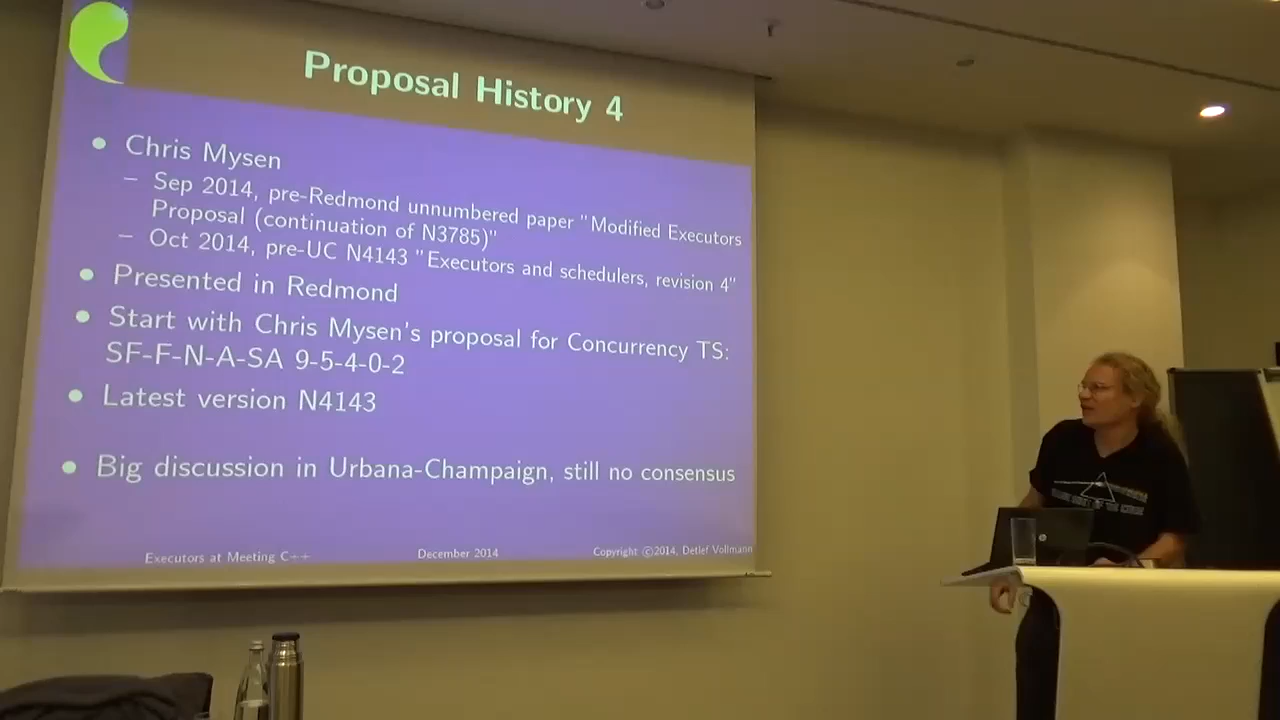 Proposal History 4
• Chris Mysen
– Sep 2014, pre-Redmond unnumbered paper "Modified Executors
Proposal (continuation of N3785)"
– Oct 2014, pre-UC N4143 "Executors and schedulers, revision 4"
• Presented in Redmond
• Start with Chris Mysen's proposal for Concurrency TS:
SF-F-N-A-SA 9-5-4-0-2
• Latest version N4143
• Big discussion in Urbana-Champaign, still no consensus
Executors at Meeting C++ December 2014 Copyright ©2014, Detlef Vollmann
hp